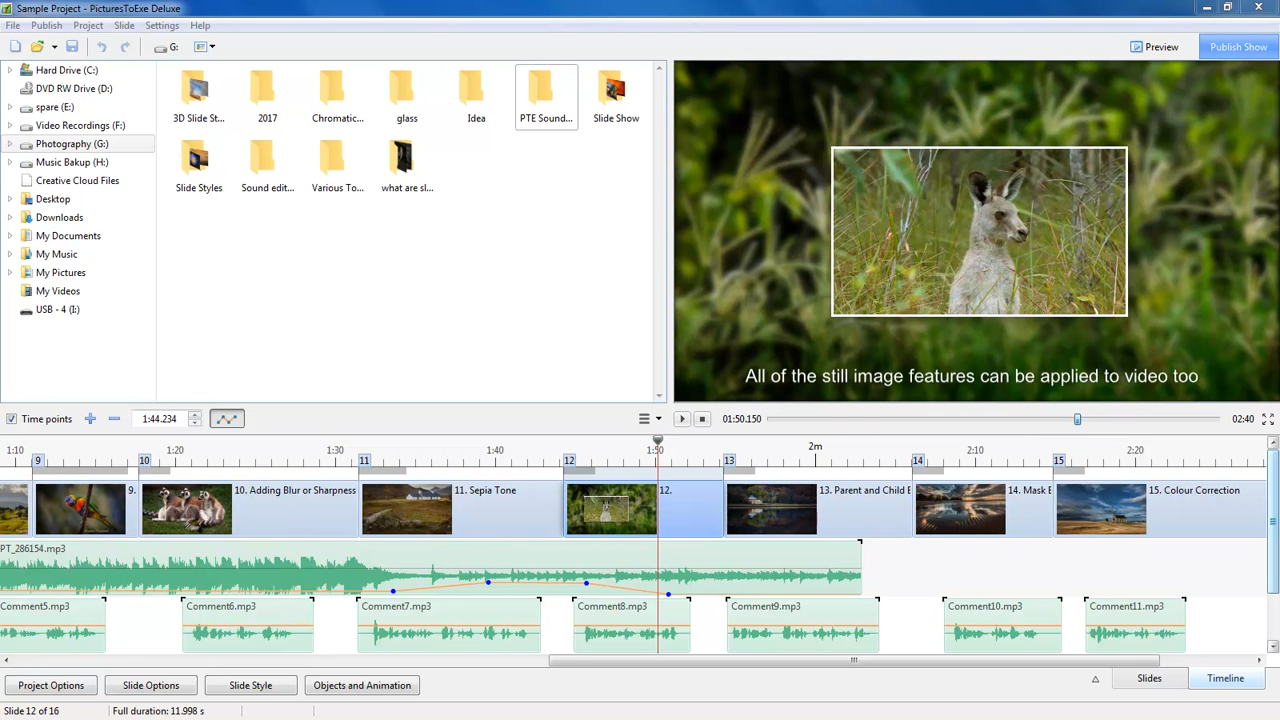 Sample Project - PicturesToExe Deluxe
File Publish Project Slide Settings Help
G: Preview Publish Show
Hard Drive (C:)
DVD RW Drive (D:)
spare (E:)
Video Recordings (F:)
Photography (G:)
Music Bakup (H:)
Creative Cloud Files
Desktop
Downloads
My Documents
My Music
My Pictures
My Videos
USB - 4 (I:)
3D Slide St... 2017 Chromatic... glass Idea PTE Sound... Slide Show
Slide Styles Sound edit... Various To... what are sl...
All of the still image features can be applied to video too
Time points 1:44.234 01:50.150 02:40
1:10 1:20 1:30 1:40 1:50 2m 2:10 2:20
9 10 11 12 13 14 15
9. 10. Adding Blur or Sharpness 11. Sepia Tone 12. 13. Parent and Child E 14. Mask E 15. Colour Correction
PT_286154.mp3
Comment5.mp3 Comment6.mp3 Comment7.mp3 Comment8.mp3 Comment9.mp3 Comment10.mp3 Comment11.mp3
Project Options Slide Options Slide Style Objects and Animation Slides Timeline
Slide 12 of 16 Full duration: 11.998 s